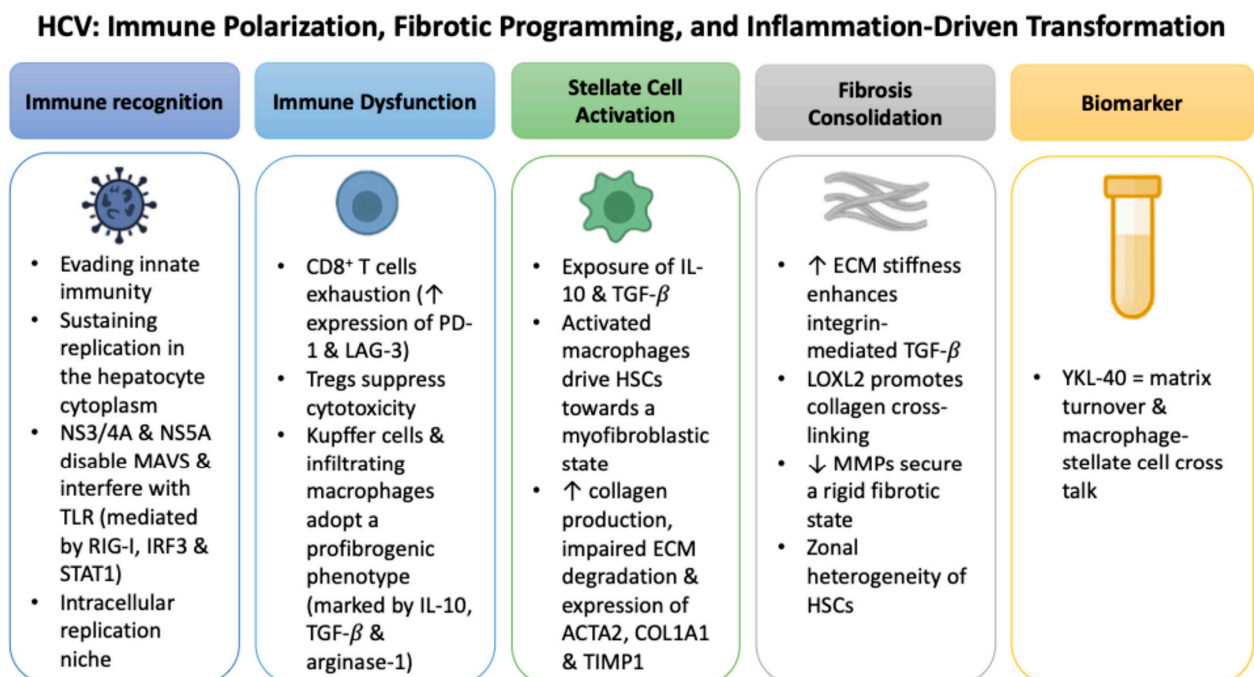 HCV: Immune Polarization, Fibrotic Programming, and Inflammation-Driven Transformation
Immune recognition
• Evading innate
immunity
• Sustaining
replication in
the hepatocyte
cytoplasm
• NS3/4A & NS5A
disable MAVS &
interfere with
TLR (mediated
by RIG-I, IRF3 &
STAT1)
• Intracellular
replication
niche
Immune Dysfunction
• CD8⁺ T cells
exhaustion (↑
expression of PD-
1 & LAG-3)
• Tregs suppress
cytotoxicity
• Kupffer cells &
infiltrating
macrophages
adopt a
profibrogenic
phenotype
(marked by IL-10,
TGF-β &
arginase-1)
Stellate Cell
Activation
• Exposure of IL-
10 & TGF-β
• Activated
macrophages
drive HSCs
towards a
myofibroblastic
state
• ↑ collagen
production,
impaired ECM
degradation &
expression of
ACTA2, COL1A1
& TIMP1
Fibrosis
Consolidation
• ↑ ECM stiffness
enhances
integrin-
mediated TGF-β
• LOXL2 promotes
collagen cross-
linking
• ↓ MMPs secure
a rigid fibrotic
state
• Zonal
heterogeneity of
HSCs
Biomarker
• YKL-40 = matrix
turnover &
macrophage-
stellate cell cross
talk